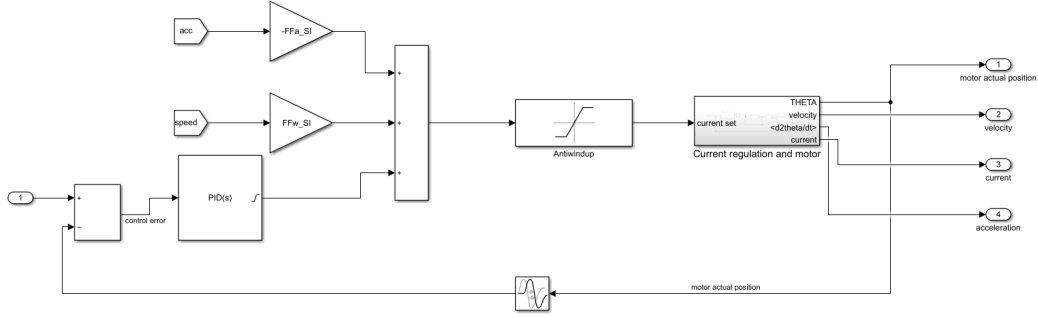 acc
-FFa_SI
1
motor actual position
+
THETA
speed
FFw_SI
+
current set
velocity
2
<d2theta/dt>
velocity
current
Antiwindup
Current regulation and motor
3
current
+
PID(s)
1
+
control error
−
4
acceleration
motor actual position